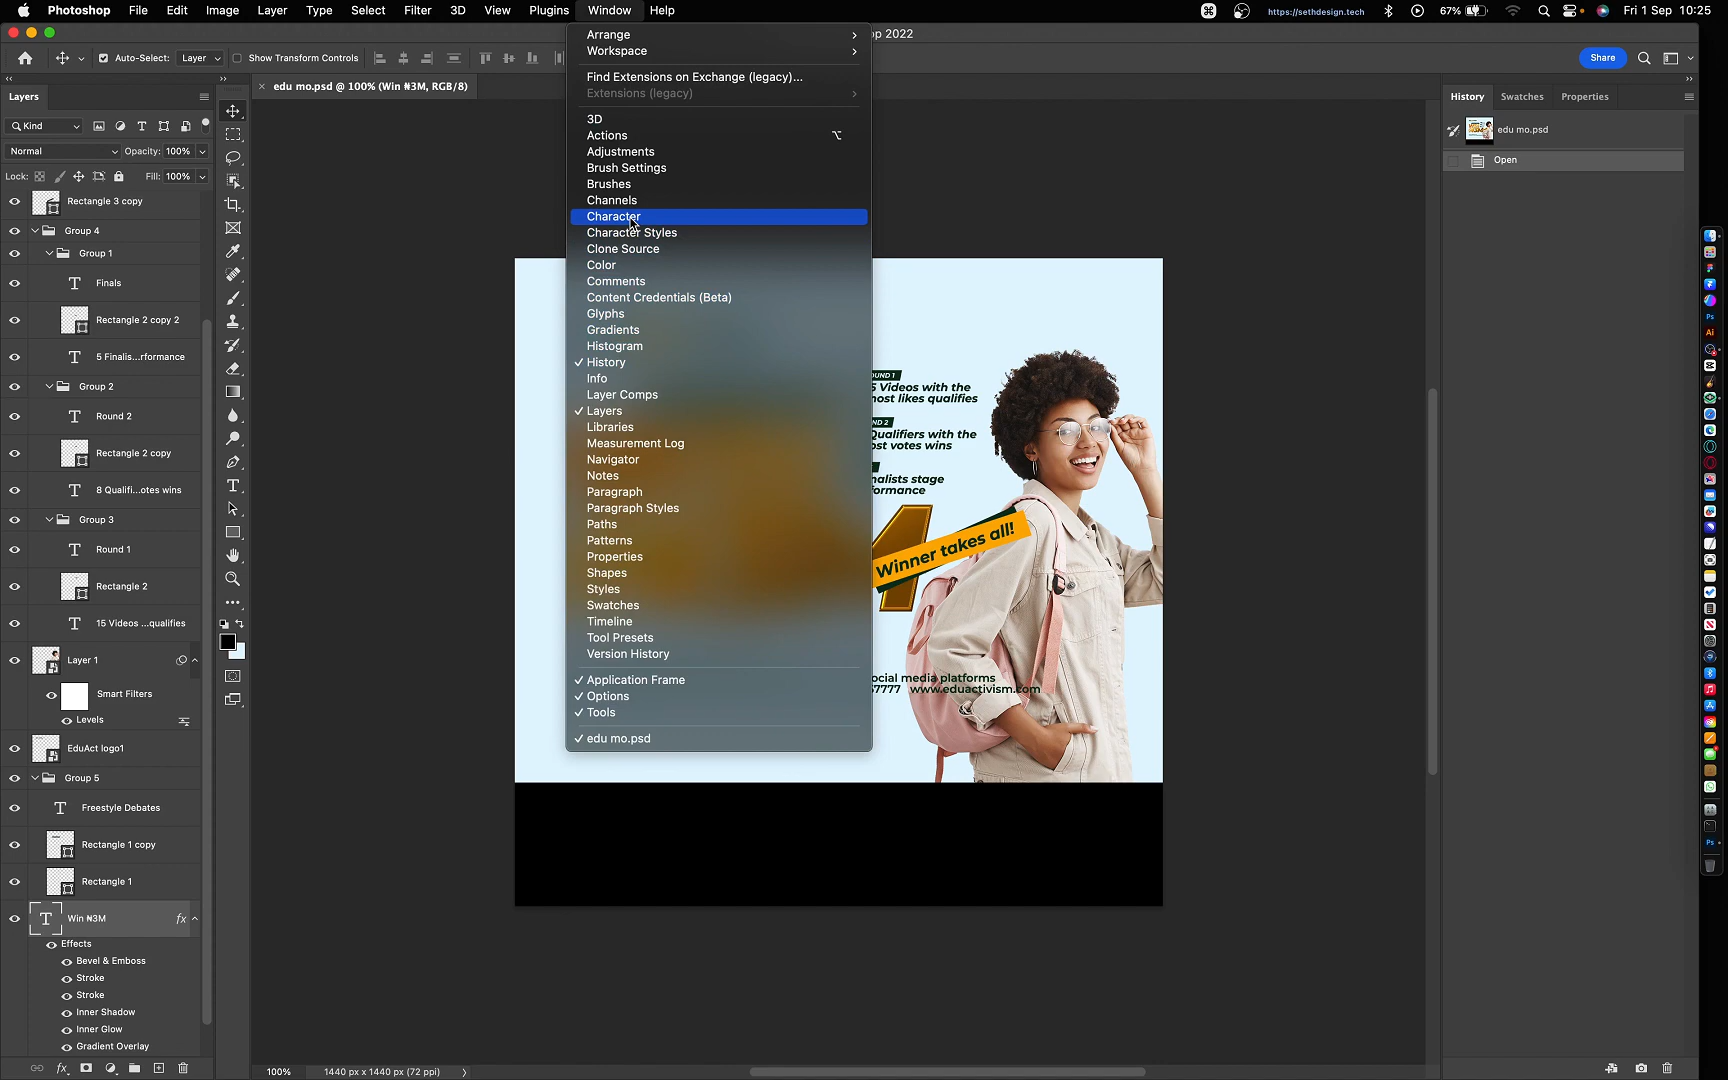 Photoshop File Edit Image Layer Type Select Filter 3D View Plugins Window Help https://sethdesign.tech 67% Fri 1 Sep 10:25
op 2022
Auto-Select: Layer Show Transform Controls Share
Layers
edu mo.psd @ 100% (Win ₦3M, RGB/8)
History Swatches Properties
Kind
Normal Opacity: 100%
Lock: Fill: 100%
edu mo.psd
Open
Rectangle 3 copy
Group 4
Group 1
Finals
Rectangle 2 copy 2
5 Finalis...rformance
Group 2
Round 2
Rectangle 2 copy
8 Qualifi...otes wins
Group 3
Round 1
Rectangle 2
15 Videos ...qualifies
Layer 1
Smart Filters
Levels
EduAct logo1
Group 5
Freestyle Debates
Rectangle 1 copy
Rectangle 1
Win ₦3M fx
Effects
Bevel & Emboss
Stroke
Stroke
Inner Shadow
Inner Glow
Gradient Overlay
Arrange
Workspace
Find Extensions on Exchange (legacy)...
Extensions (legacy)
3D
Actions ⌥
Adjustments
Brush Settings
Brushes
Channels
Character
Character Styles
Clone Source
Color
Comments
Content Credentials (Beta)
Glyphs
Gradients
Histogram
✓ History
Info
Layer Comps
✓ Layers
Libraries
Measurement Log
Navigator
Notes
Paragraph
Paragraph Styles
Paths
Patterns
Properties
Shapes
Styles
Swatches
Timeline
Tool Presets
Version History
✓ Application Frame
✓ Options
✓ Tools
✓ edu mo.psd
OUND 1
5 Videos with the
nost likes qualifies
ND 2
Qualifiers with the
ost votes wins
nalists stage
formance
Winner takes all!
ocial media platforms
57777 www.eduactivism.com
100% 1440 px x 1440 px (72 ppi)